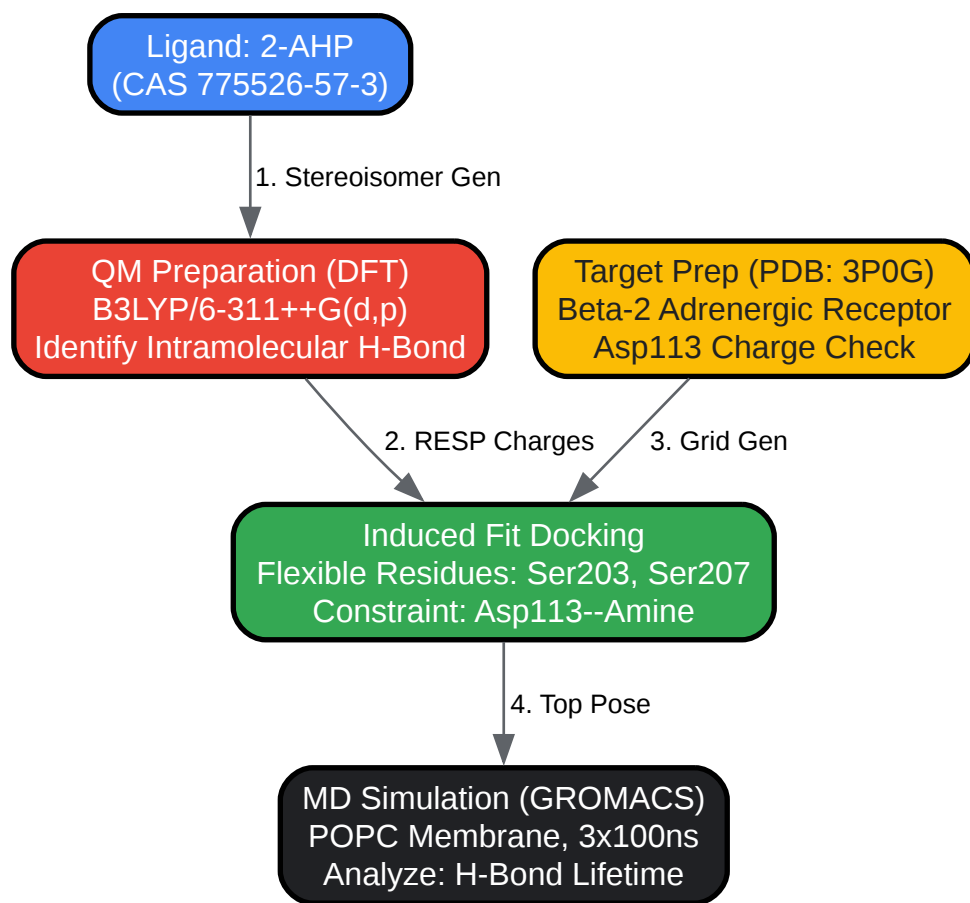 Ligand: 2-AHP
(CAS 775526-57-3)
1. Stereoisomer Gen
QM Preparation (DFT)
B3LYP/6-311++G(d,p)
Identify Intramolecular H-Bond
Target Prep (PDB: 3P0G)
Beta-2 Adrenergic Receptor
Asp113 Charge Check
2. RESP Charges
3. Grid Gen
Induced Fit Docking
Flexible Residues: Ser203, Ser207
Constraint: Asp113--Amine
4. Top Pose
MD Simulation (GROMACS)
POPC Membrane, 3x100ns
Analyze: H-Bond Lifetime